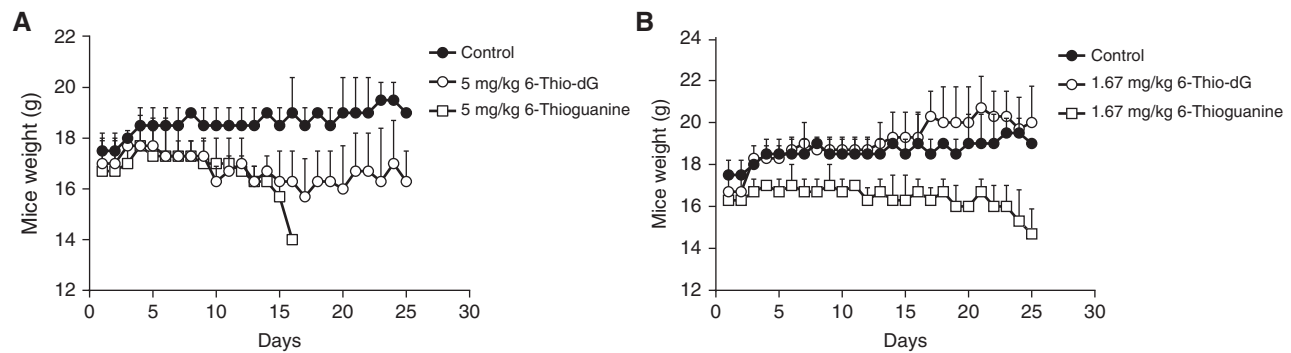 A
Mice weight (g)
22
20
18
16
14
12
0 5 10 15 20 25 30
Days
Control
5 mg/kg 6-Thio-dG
5 mg/kg 6-Thioguanine
B
Mice weight (g)
24
22
20
18
16
14
12
0 5 10 15 20 25 30
Days
Control
1.67 mg/kg 6-Thio-dG
1.67 mg/kg 6-Thioguanine